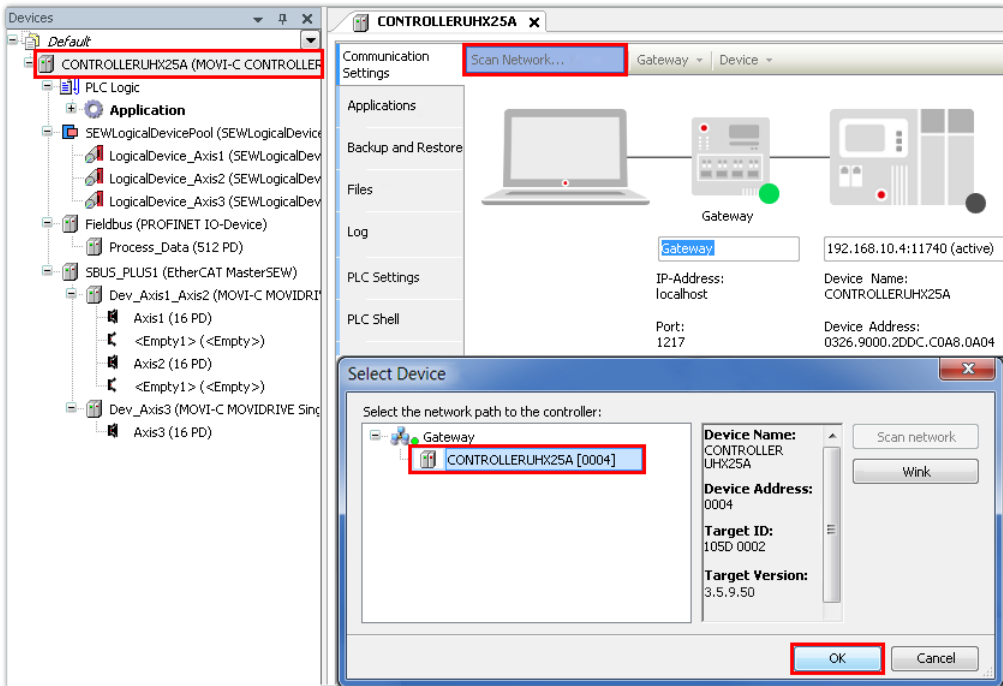 Devices
Default
CONTROLLERUHX25A (MOVI-C CONTROLLER
PLC Logic
Application
SEWLogicalDevicePool (SEWLogicalDevice
LogicalDevice_Axis1 (SEWLogicalDev
LogicalDevice_Axis2 (SEWLogicalDev
LogicalDevice_Axis3 (SEWLogicalDev
Fieldbus (PROFINET IO-Device)
Process_Data (512 PD)
SBUS_PLUS1 (EtherCAT MasterSEW)
Dev_Axis1_Axis2 (MOVI-C MOVIDRI
Axis1 (16 PD)
<Empty1> (<Empty>)
Axis2 (16 PD)
<Empty1> (<Empty>)
Dev_Axis3 (MOVI-C MOVIDRIVE Sing
Axis3 (16 PD)
CONTROLLERUHX25A
Communication
Settings
Applications
Backup and Restore
Files
Log
PLC Settings
PLC Shell
Scan Network...
Gateway
Device
Gateway
Gateway
IP-Address:
localhost
Port:
1217
192.168.10.4:11740 (active)
Device Name:
CONTROLLERUHX25A
Device Address:
0326.9000.2DDC.C0A8.0A04
Select Device
Select the network path to the controller:
Gateway
CONTROLLERUHX25A [0004]
Device Name:
CONTROLLER
UHX25A
Device Address:
0004
Target ID:
105D 0002
Target Version:
3.5.9.50
Scan network
Wink
OK
Cancel